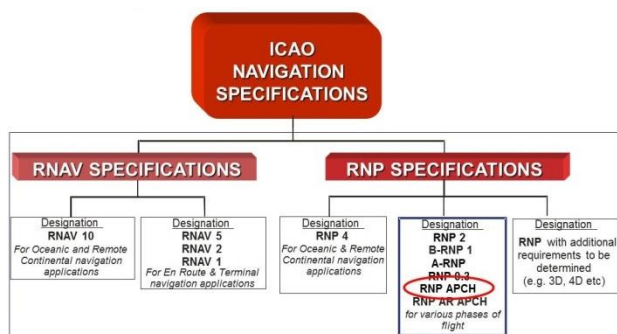 ICAO
NAVIGATION
SPECIFICATIONS
RNAV SPECIFICATIONS
RNP SPECIFICATIONS
Designation
RNAV 10
For Oceanic and Remote
Continental navigation
applications
Designation
RNAV 5
RNAV 2
RNAV 1
For En Route & Terminal
navigation applications
Designation
RNP 4
For Oceanic & Remote
Continental navigation
applications
Designation
RNP 2
B-RNP 1
A-RNP
RNP 0.3
RNP APCH
RNP AR APCH
for various phases of
flight
Designation
RNP with additional
requirements to be
determined
(e.g. 3D, 4D etc)